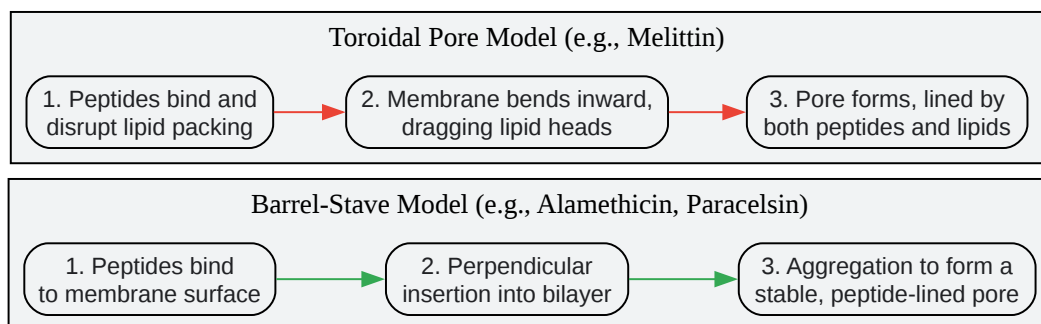 Toroidal Pore Model (e.g., Melittin)
1. Peptides bind and
disrupt lipid packing
2. Membrane bends inward,
dragging lipid heads
3. Pore forms, lined by
both peptides and lipids
Barrel-Stave Model (e.g., Alamethicin, Paracelsin)
1. Peptides bind
to membrane surface
2. Perpendicular
insertion into bilayer
3. Aggregation to form a
stable, peptide-lined pore